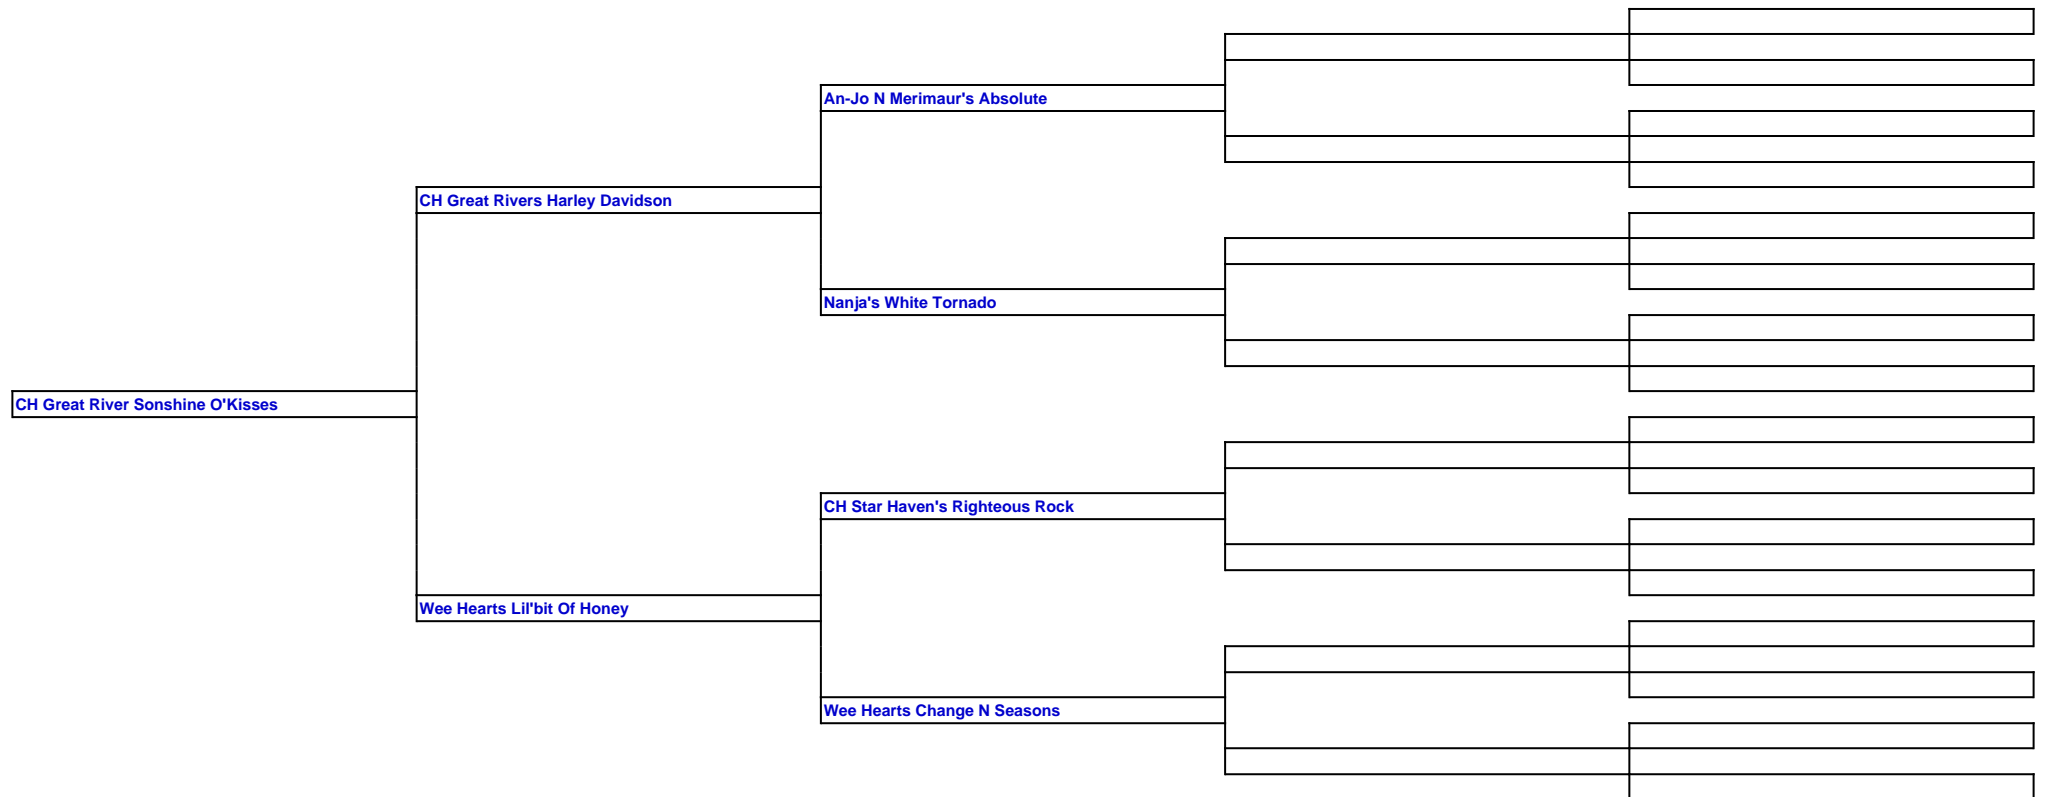 An-Jo N Merimaur's Absolute
CH Great Rivers Harley Davidson
Nanja's White Tornado
CH Great River Sonshine O'Kisses
CH Star Haven's Righteous Rock
Wee Hearts Lil'bit Of Honey
Wee Hearts Change N Seasons